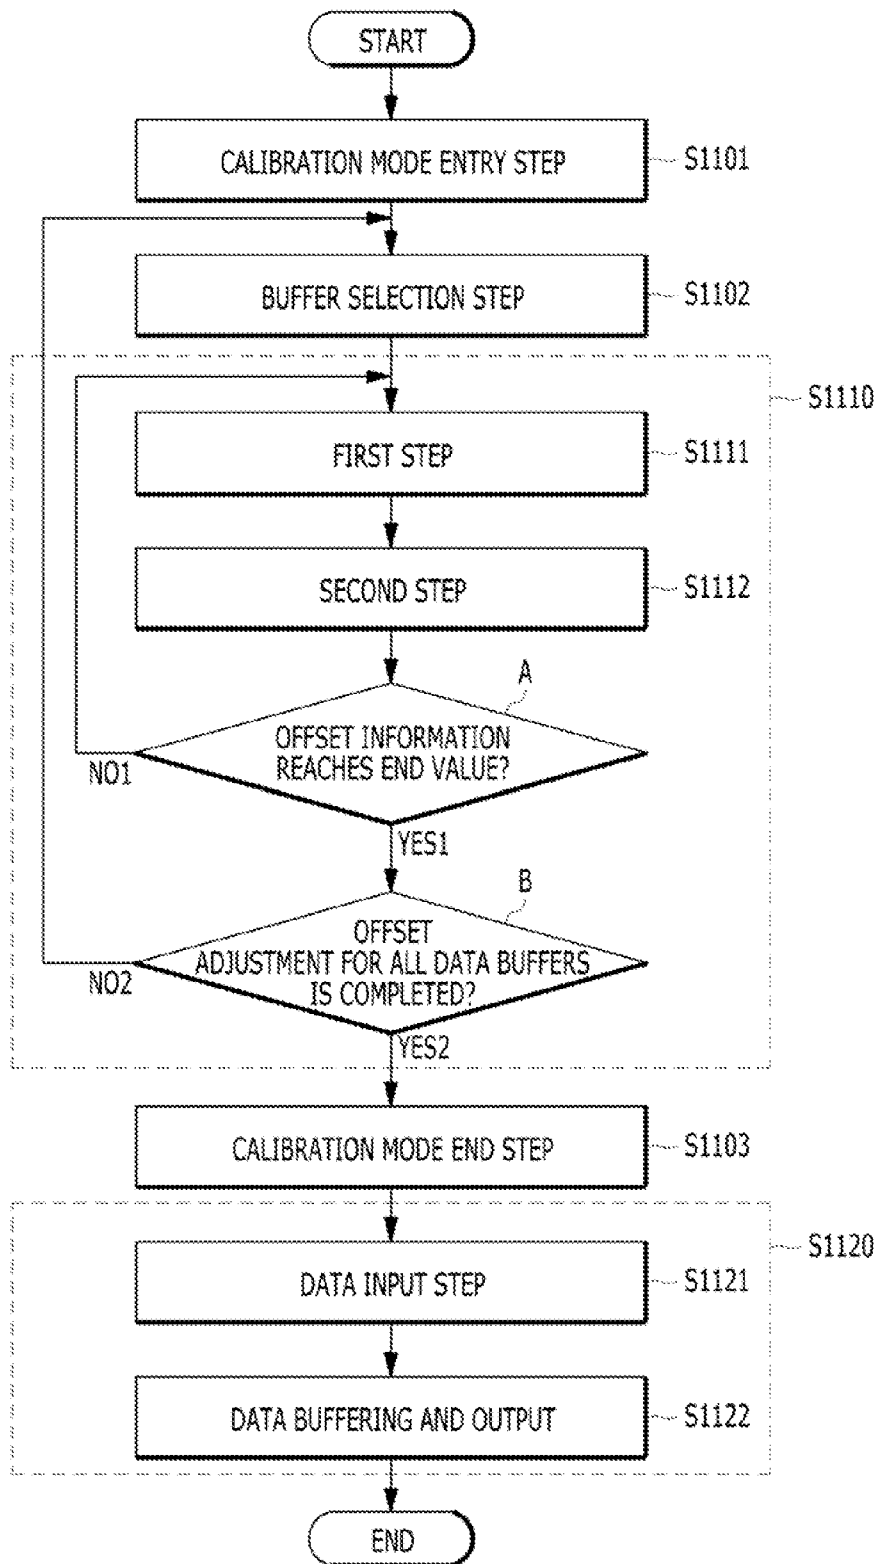 START
CALIBRATION MODE ENTRY STEP
S1101
BUFFER SELECTION STEP
S1102
S1110
FIRST STEP
S1111
SECOND STEP
S1112
A
OFFSET INFORMATION
REACHES END VALUE?
NO1
YES1
B
OFFSET
ADJUSTMENT FOR ALL DATA BUFFERS
IS COMPLETED?
NO2
YES2
CALIBRATION MODE END STEP
S1103
S1120
DATA INPUT STEP
S1121
DATA BUFFERING AND OUTPUT
S1122
END